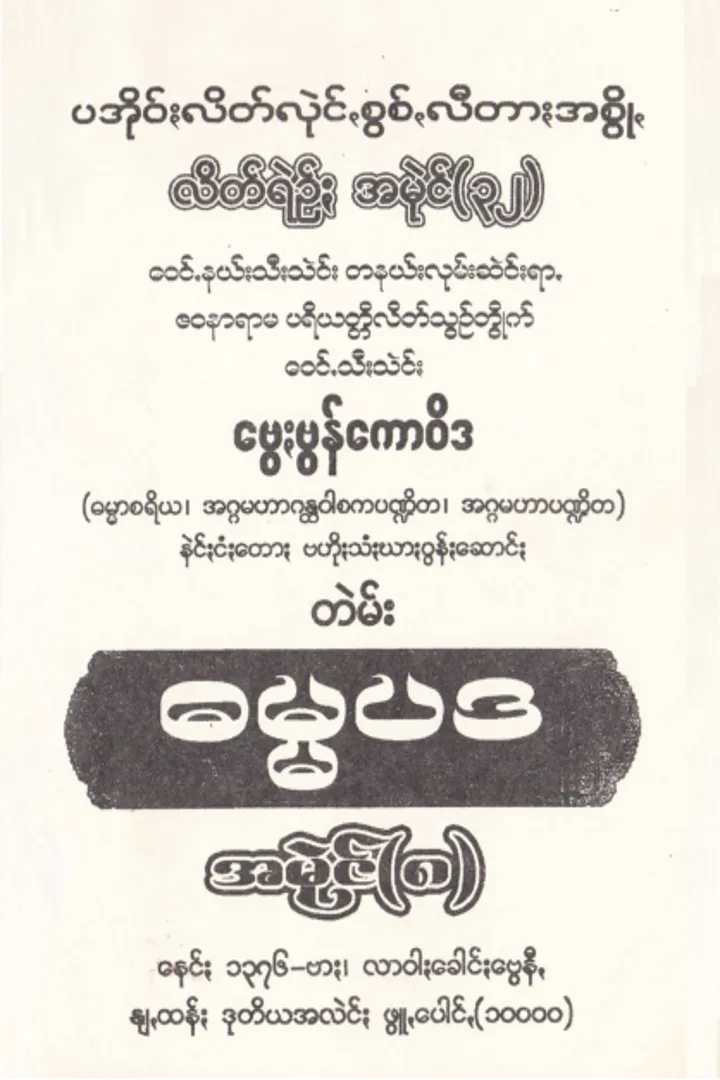 ပအိုဝ်ႏလိတ်လုဲင်ႇစွစ်ႇလီတားအစွိုႇ
လိတ်ရဲဉ်ႏ အမုဲင်(၃၂)
ဝေင်ႉနယ်ႏသီႏသဲင်ႏ တနယ်းလုမ်းဆဲင်ႏရာႉ
ဇဝနာရာမ ပရိယတ္တိလိတ်သွဉ်တွိုက်
ဝေင်ႉသီႏသဲင်ႏ
ဗွေႏဗွန်ကောဝိဒ
(ဓမ္မာစရိယ၊ အဂ္ဂမဟာဂန္ထဝါစကပဏ္ဍိတ၊ အဂ္ဂမဟာပဏ္ဍိတ)
နဲင်ႏငံႏတောႏ ဗဟိုႏသံႏဃာႏဝွန်ႏဆောင်ႏ
တဲမ်း
ဓမ္မပဒ
အမုဲင်(၈)
နေင်ႏ ၁၃၇၆-ဗာႏ၊ လာဝါႏခေါင်ႏဗွေနီႇ
နျႇထန်ႏ ဒုတိယအလဲင်ႏ ဖွူႇပေါင်ႇ(၁၀၀၀၀)